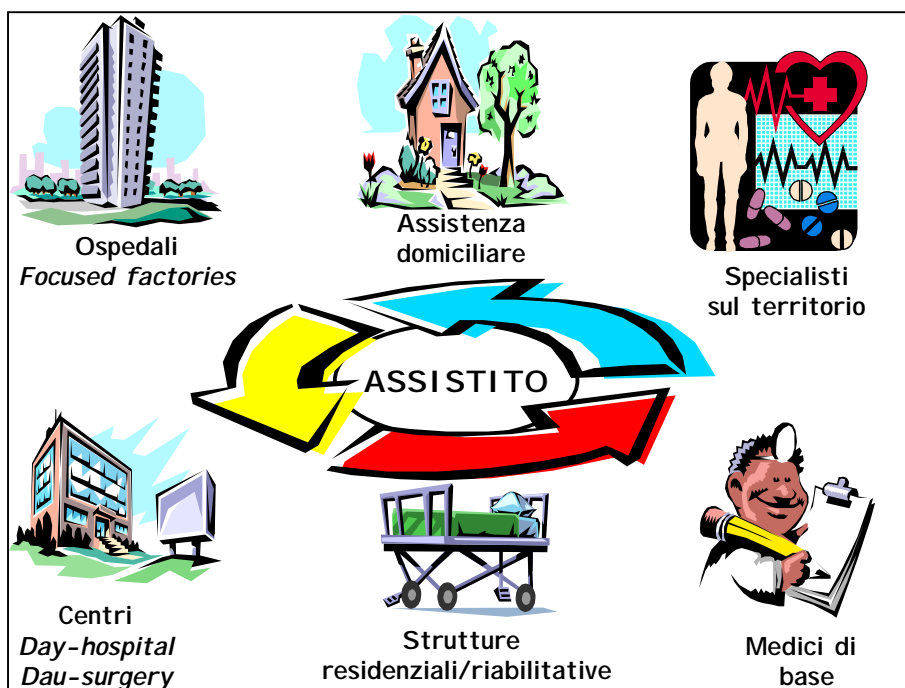 Ospedali
Focused factories
Assistenza
domiciliare
Specialisti
sul territorio
ASSISTITO
Centri
Day-hospital
Dau-surgery
Strutture
residenziali/riabilitative
Medici di
base